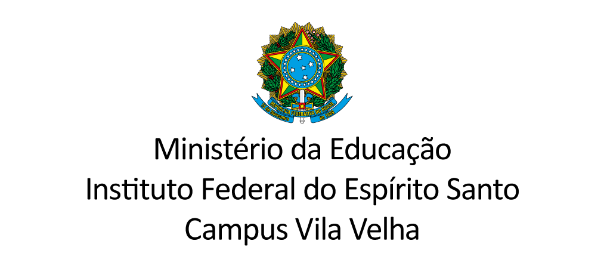 Ministério da Educação
Instituto Federal do Espírito Santo
Campus Vila Velha